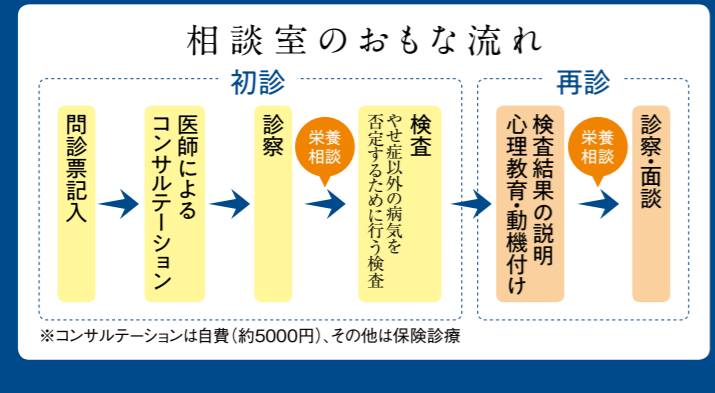 相談室のおもな流れ
初診
問診票記入
医師による
コンサルテーション
診察
栄養
相談
検査
やせ症以外の病気を
否定するために行う検査
再診
検査結果の説明
心理教育・動機付け
栄養
相談
診察・面談
※コンサルテーションは自費（約5000円）、その他は保険診療